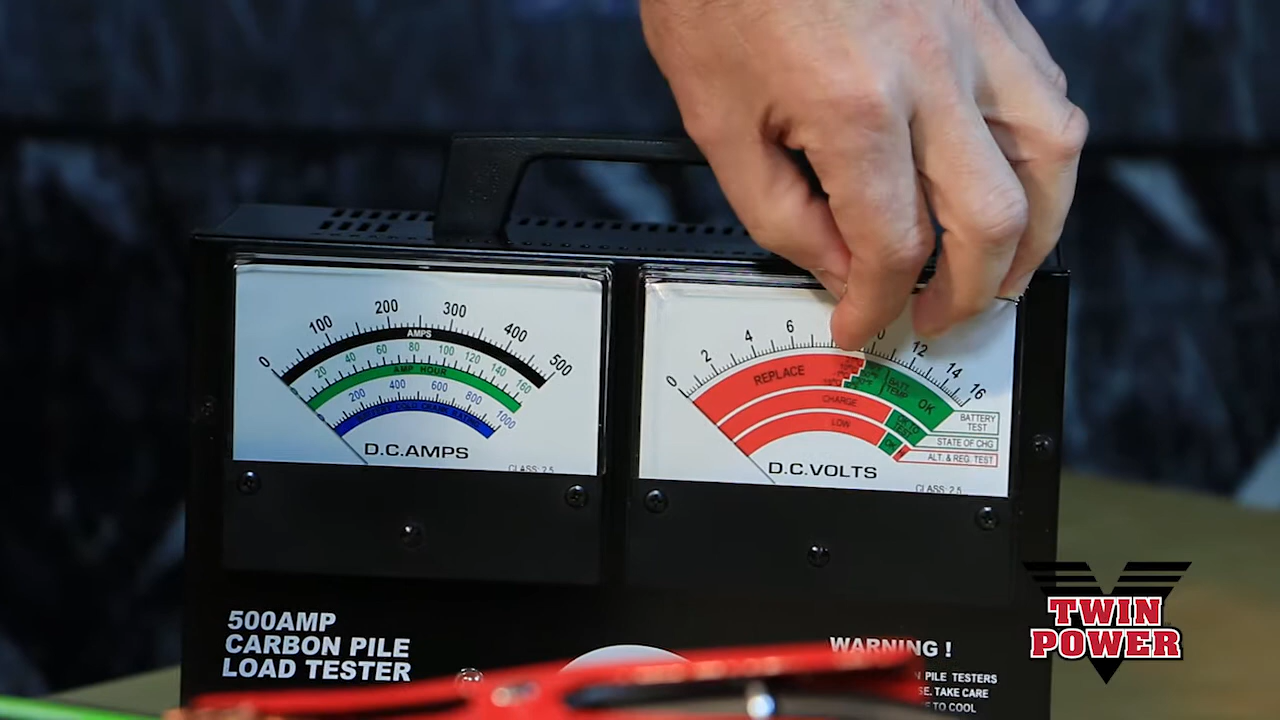 0 100 200 300 400 500
AMPS
20 40 60 80 100 120 140 160
AMP HOUR
200 400 600 800 1000
D.C.AMPS
CLASS: 2.5
0 2 4 6 12 14 16
REPLACE
BATT. TEMP
OK
CHARGE
LOW
OK
BATTERY
TEST
STATE OF CHG
ALT. & REG. TEST
D.C.VOLTS
CLASS: 2.5
500AMP
CARBON PILE
LOAD TESTER
WARNING !
PILE TESTERS
SE. TAKE CARE
TO COOL
TWIN
POWER